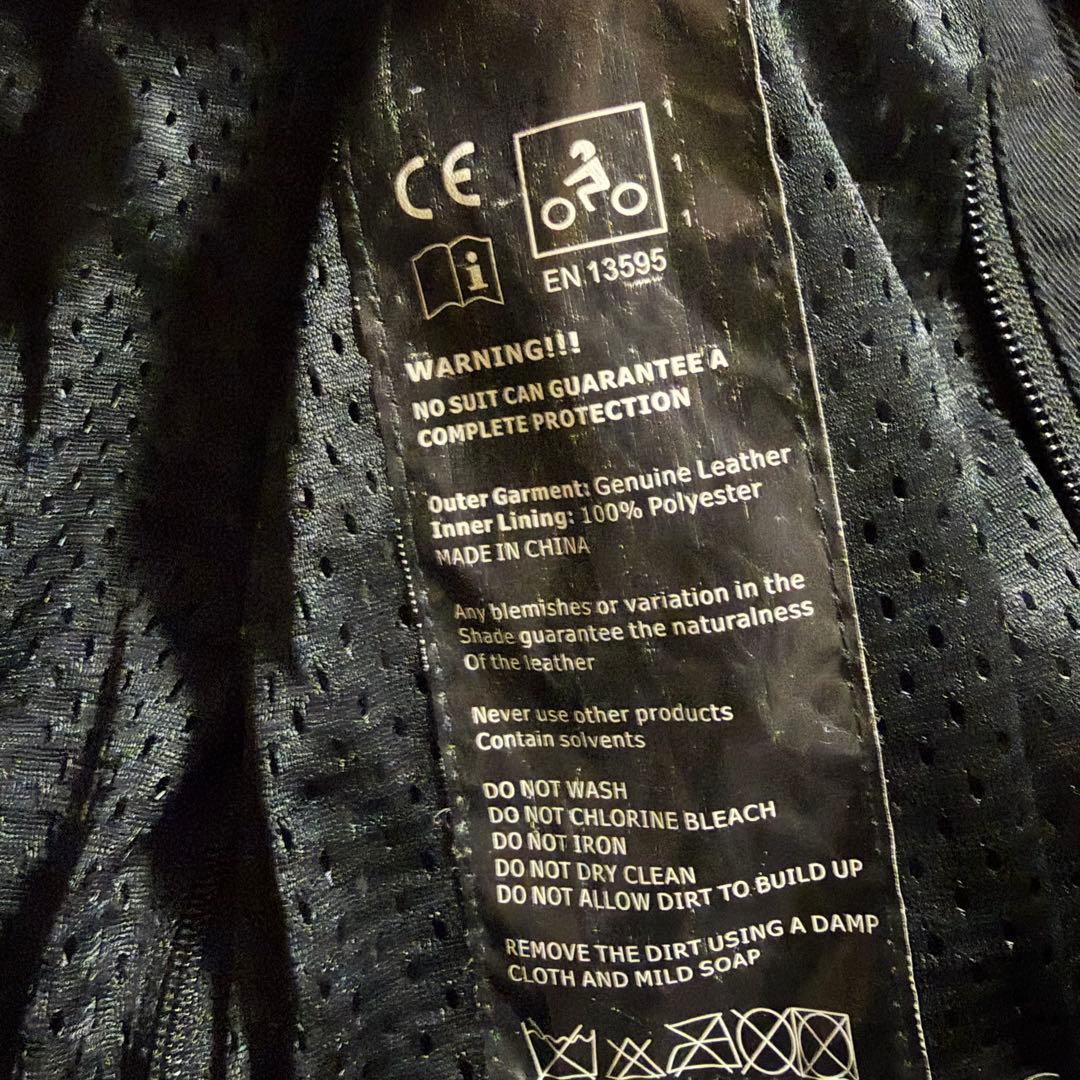 CE
1
1
i
EN 13595
WARNING!!!
NO SUIT CAN GUARANTEE A
COMPLETE PROTECTION
Outer Garment: Genuine Leather
Inner Lining: 100% Polyester
MADE IN CHINA
Any blemishes or variation in the
Shade guarantee the naturalness
Of the leather
Never use other products
Contain solvents
DO NOT WASH
DO NOT CHLORINE BLEACH
DO NOT IRON
DO NOT DRY CLEAN
DO NOT ALLOW DIRT TO BUILD UP
REMOVE THE DIRT USING A DAMP
CLOTH AND MILD SOAP